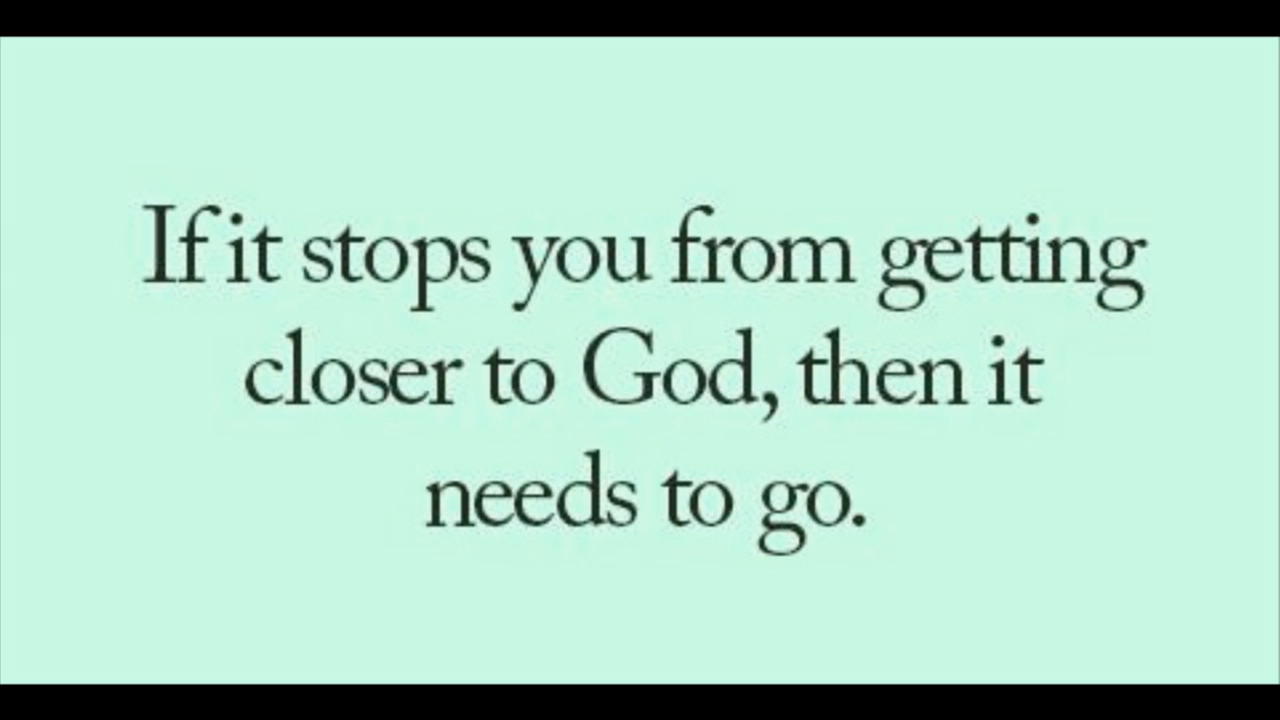 If it stops you from getting
closer to God, then it
needs to go.